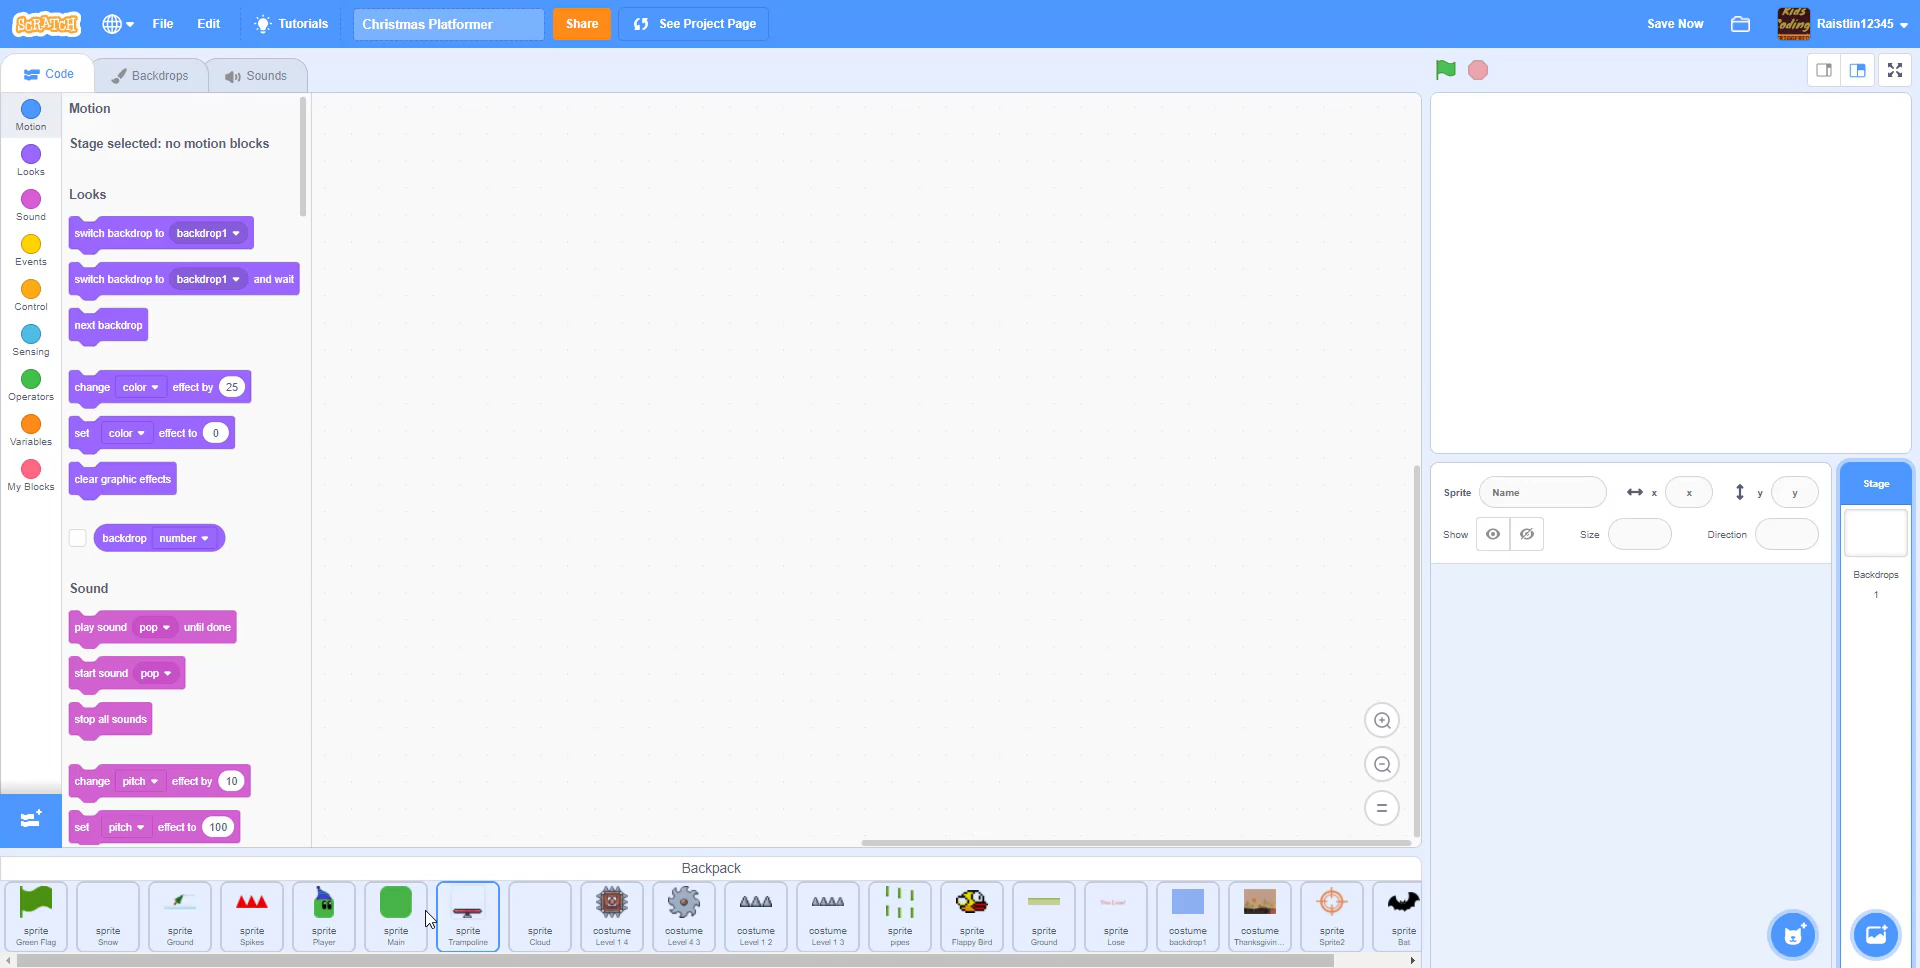 SCRATCH File Edit Tutorials Christmas Platformer Share See Project Page Save Now Raistlin12345
Code Backdrops Sounds
Motion
Looks
Sound
Events
Control
Sensing
Operators
Variables
My Blocks
Motion
Stage selected: no motion blocks
Looks
switch backdrop to backdrop1
switch backdrop to backdrop1 and wait
next backdrop
change color effect by 25
set color effect to 0
clear graphic effects
backdrop number
Sound
play sound pop until done
start sound pop
stop all sounds
change pitch effect by 10
set pitch effect to 100
Sprite Name x x y y
Show Size Direction
Stage
Backdrops
1
Backpack
sprite
Green Flag
sprite
Snow
sprite
Ground
sprite
Spikes
sprite
Player
sprite
Main
sprite
Trampoline
sprite
Cloud
costume
Level 1 4
costume
Level 4 3
costume
Level 1 2
costume
Level 1 3
sprite
pipes
sprite
Flappy Bird
sprite
Ground
sprite
Lose
costume
backdrop1
costume
Thanksgivin...
sprite
Sprite2
sprite
Bat